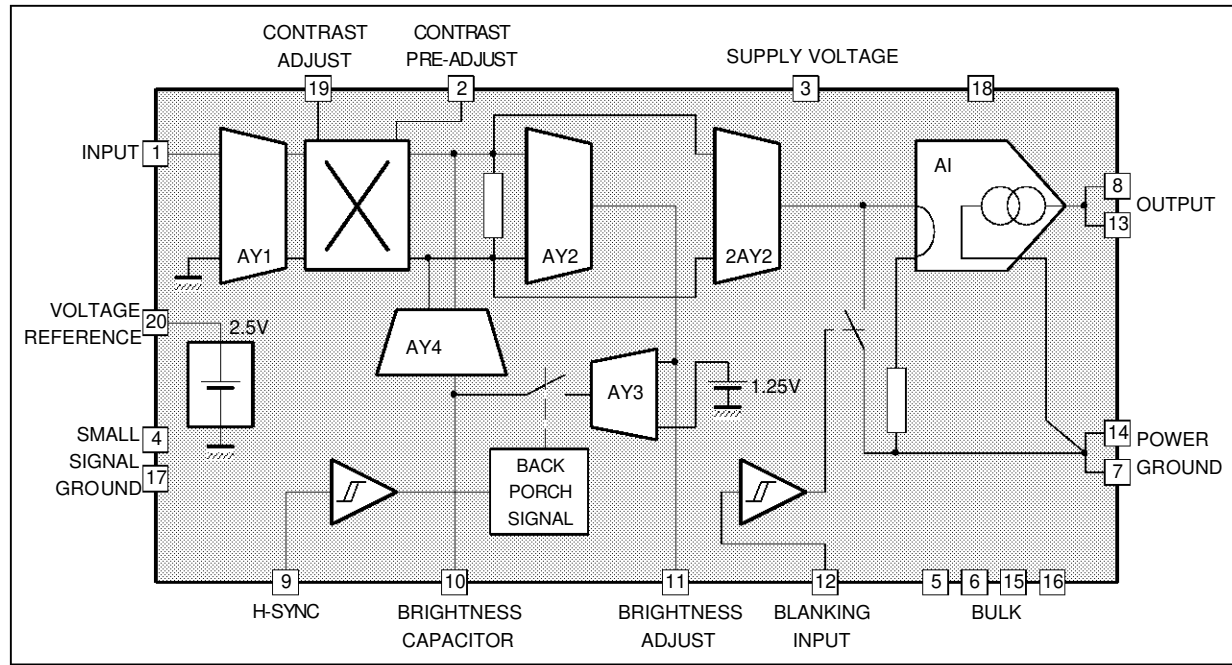 CONTRAST
ADJUST
CONTRAST
PRE-ADJUST
SUPPLY VOLTAGE
19
2
3
18
INPUT
1
AY1
AY2
2AY2
AI
8
OUTPUT
13
VOLTAGE
REFERENCE
20
2.5V
AY4
AY3
1.25V
SMALL
SIGNAL
GROUND
4
17
BACK
PORCH
SIGNAL
14
POWER
GROUND
7
9
10
11
12
5
6
15
16
H-SYNC
BRIGHTNESS
CAPACITOR
BRIGHTNESS
ADJUST
BLANKING
INPUT
BULK